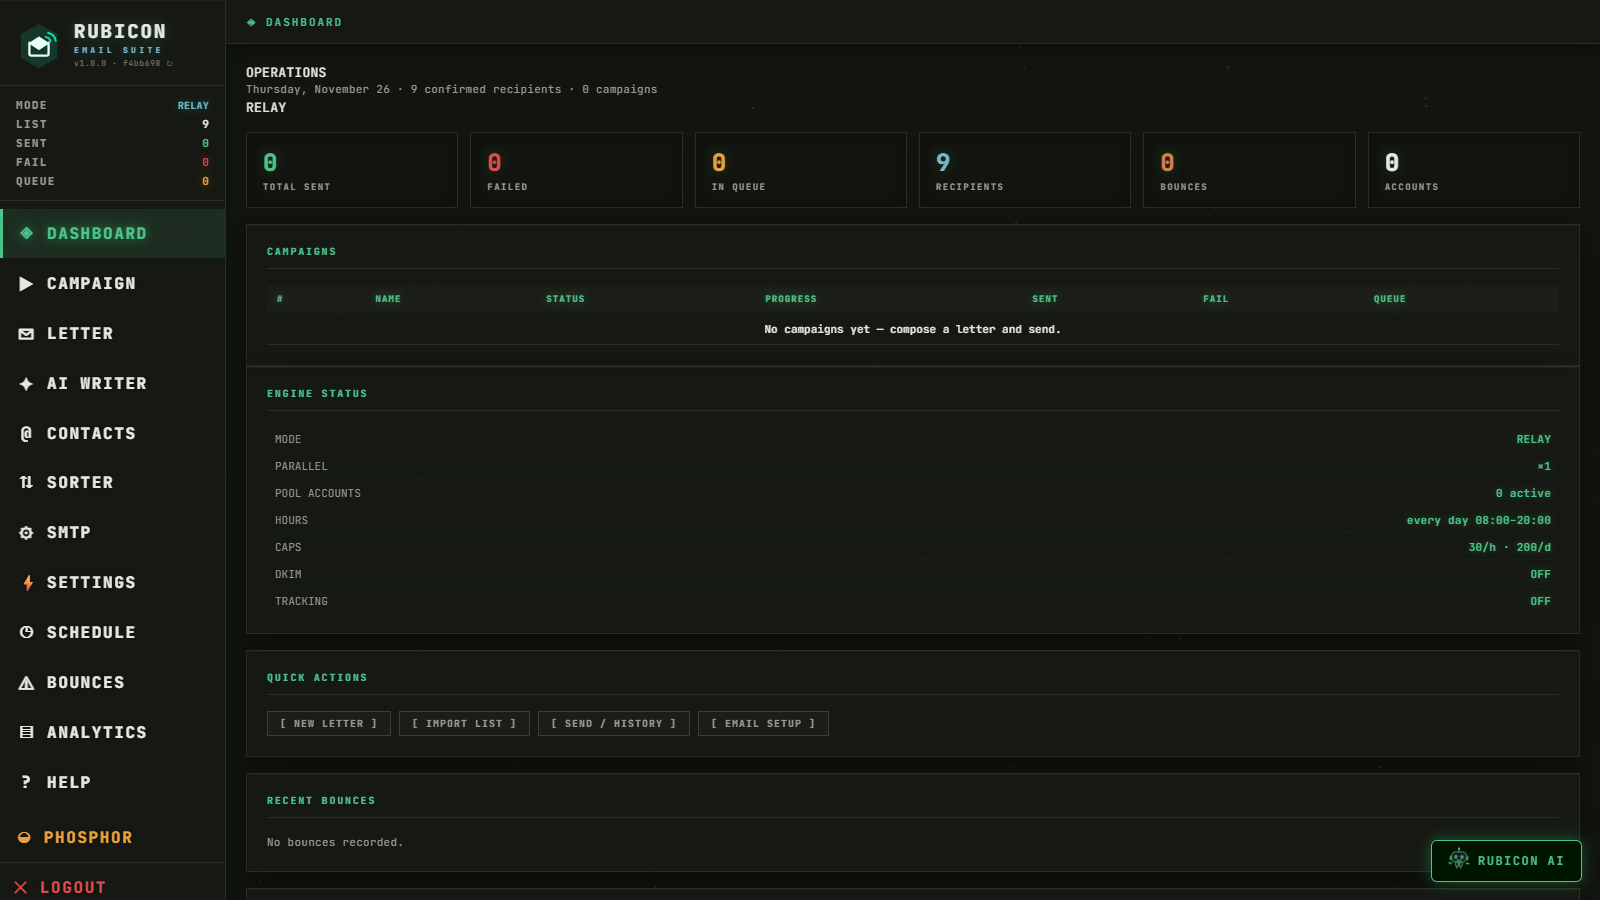 RUBICON
EMAIL SUITE
v1.0.0 · f4bb698 ↻
MODE RELAY
LIST 9
SENT 0
FAIL 0
QUEUE 0
DASHBOARD
CAMPAIGN
LETTER
AI WRITER
@ CONTACTS
SORTER
SMTP
SETTINGS
SCHEDULE
BOUNCES
ANALYTICS
? HELP
PHOSPHOR
LOGOUT
DASHBOARD
OPERATIONS
Thursday, November 26 · 9 confirmed recipients · 0 campaigns
RELAY
0
TOTAL SENT
0
FAILED
0
IN QUEUE
9
RECIPIENTS
0
BOUNCES
0
ACCOUNTS
CAMPAIGNS
# NAME STATUS PROGRESS SENT FAIL QUEUE
No campaigns yet — compose a letter and send.
ENGINE STATUS
MODE RELAY
PARALLEL ×1
POOL ACCOUNTS 0 active
HOURS every day 08:00–20:00
CAPS 30/h · 200/d
DKIM OFF
TRACKING OFF
QUICK ACTIONS
[ NEW LETTER ] [ IMPORT LIST ] [ SEND / HISTORY ] [ EMAIL SETUP ]
RECENT BOUNCES
No bounces recorded.
RUBICON AI